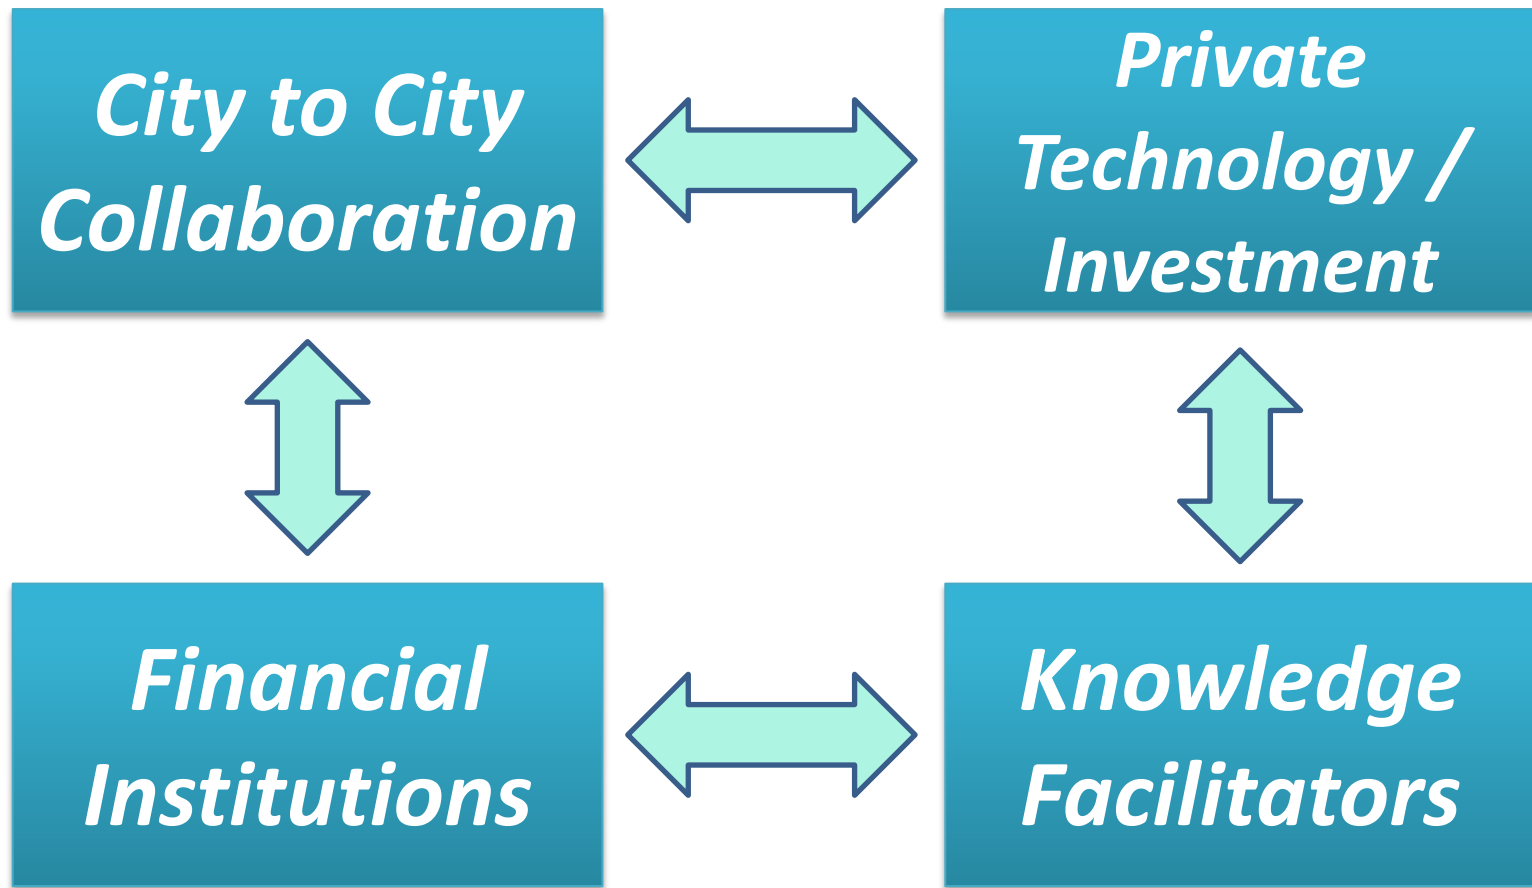 City to City
Collaboration
Private
Technology /
Investment
Financial
Institutions
Knowledge
Facilitators